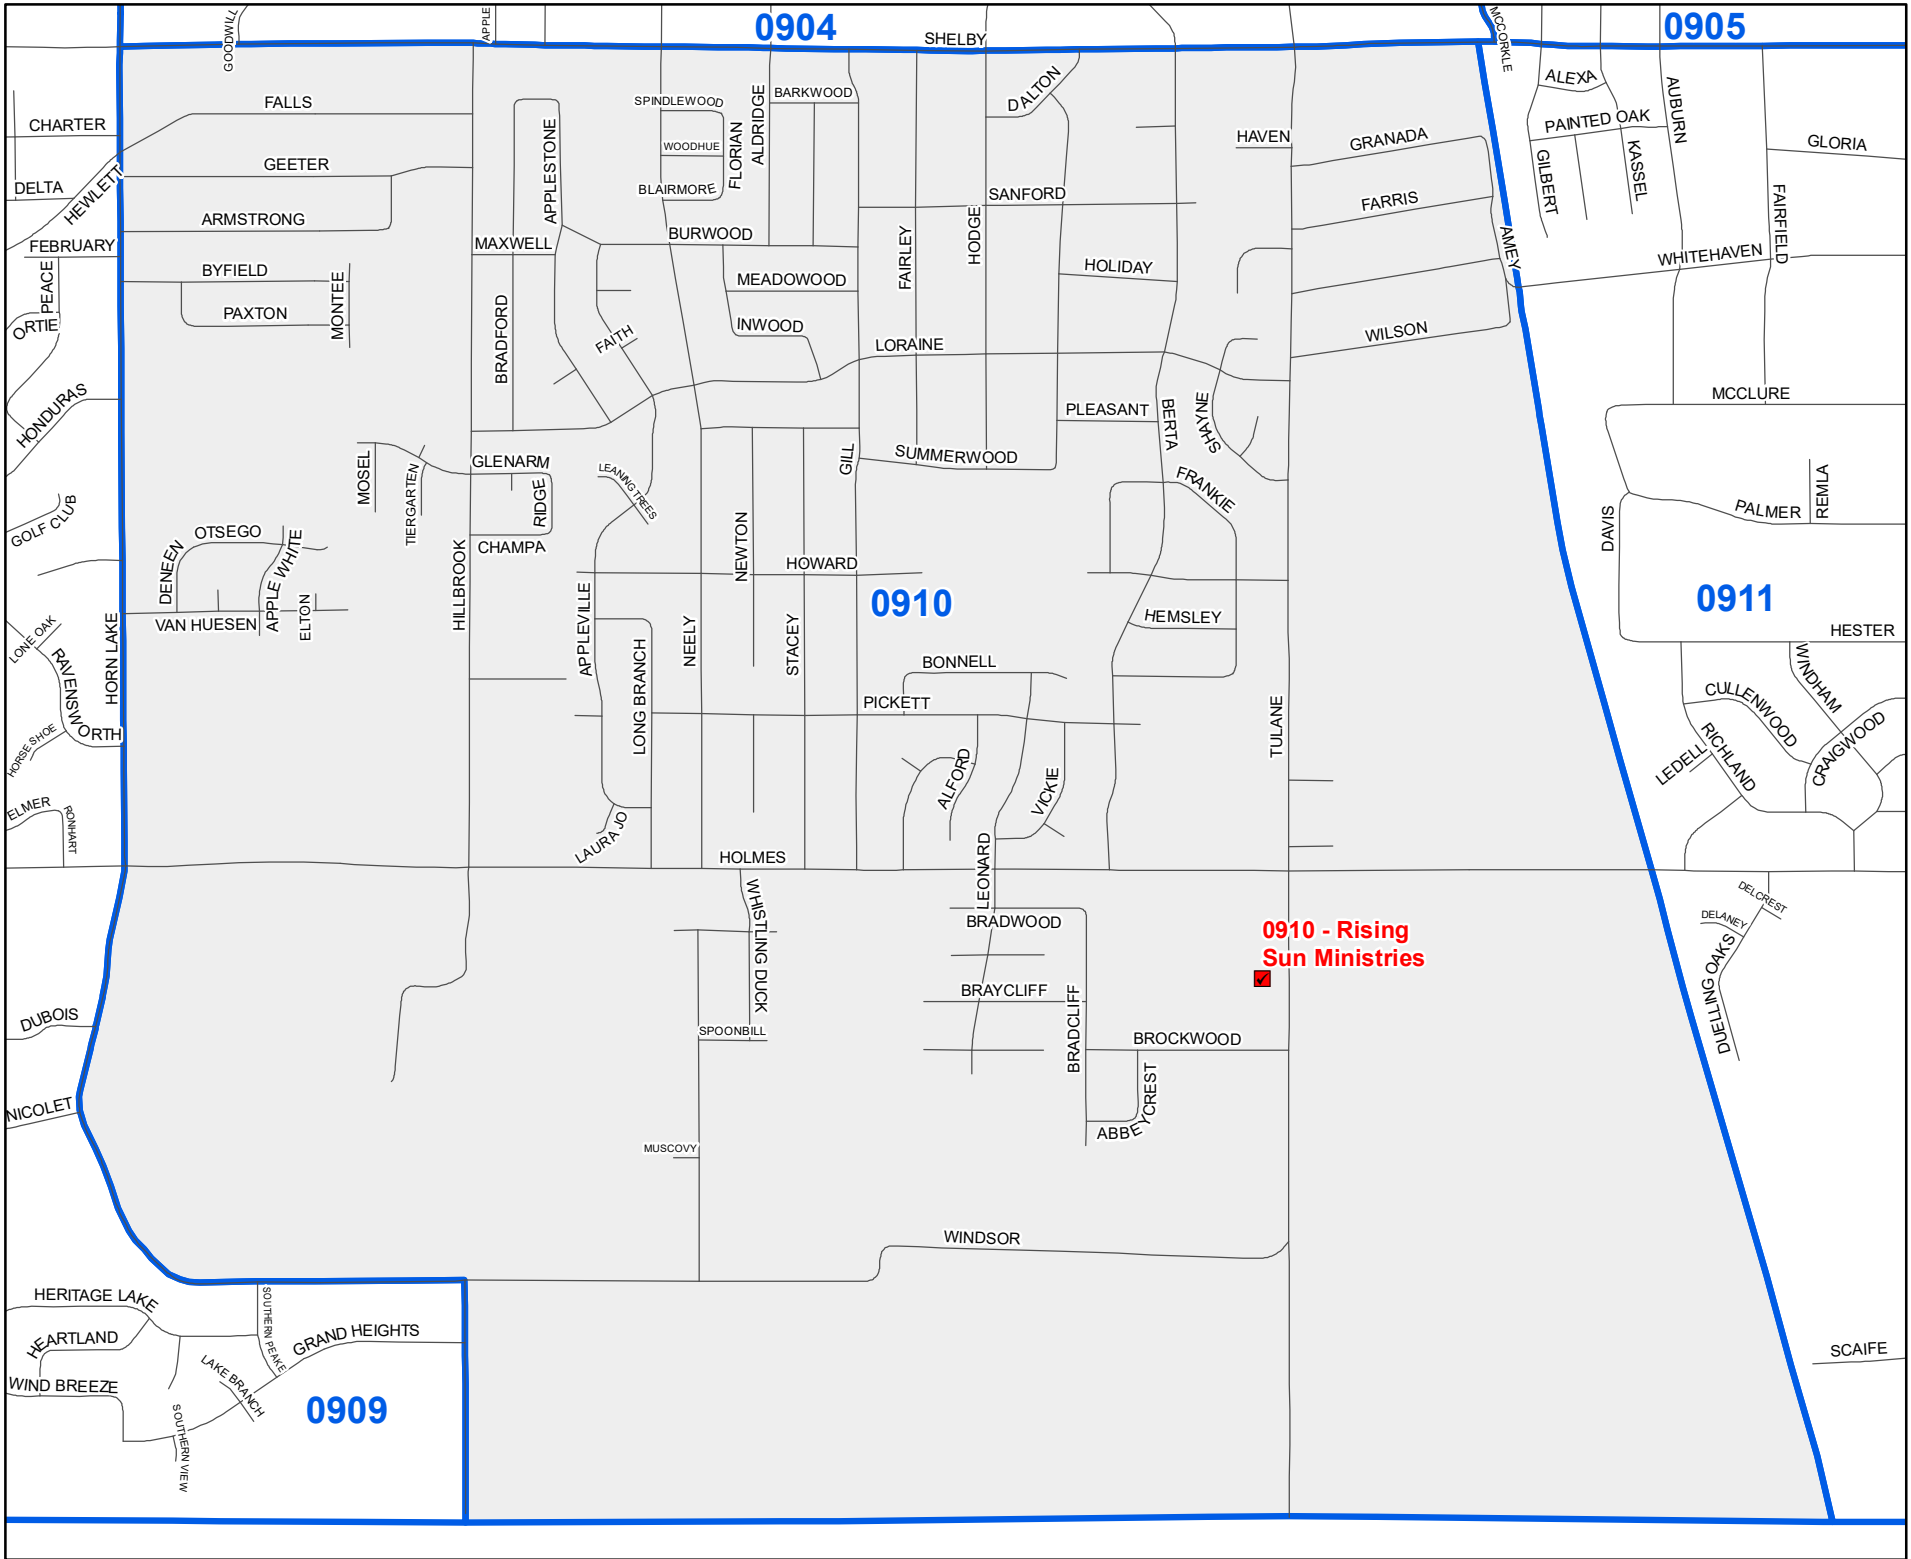 0904
0905
SHELBY
GOODWILL
APPLE
MCCORKLE
ALEXA
AUBURN
PAINTED OAK
GILBERT
KASSEL
GLORIA
FAIRFIELD
WHITEHAVEN
AMEY
FALLS
CHARTER
GEETER
DELTA
HEWLETT
ARMSTRONG
FEBRUARY
BYFIELD
PEACE
PAXTON
MONTEE
ORTIE
HONDURAS
GOLF CLUB
APPLESTONE
SPINDLEWOOD
WOODHUE
FLORIAN
BLAIRMORE
ALDRIDGE
BARKWOOD
DALTON
HAVEN
GRANADA
FARRIS
WILSON
SANFORD
HODGE
FAIRLEY
MAXWELL
BURWOOD
MEADOWOOD
INWOOD
HOLIDAY
BRADFORD
FAITH
LORAINE
PLEASANT
BERTA
SHAYNE
MCCLURE
GILL
SUMMERWOOD
FRANKIE
MOSEL
TIERGARTEN
GLENARM
RIDGE
CHAMPA
LEANING TREES
REMLA
PALMER
DAVIS
OTSEGO
DENEEN
APPLE WHITE
ELTON
VAN HUESEN
HILLBROOK
NEWTON
HOWARD
0910
0911
HORN LAKE
LONE OAK
RAVENSWORTH
HORSE SHOE
ELMER
RONHART
APPLEVILLE
LONG BRANCH
NEELY
STACEY
HEMSLEY
BONNELL
PICKETT
TULANE
HESTER
WINDHAM
CULLENWOOD
CRAIGWOOD
RICHLAND
LEDELL
ALFORD
VICKIE
LEONARD
LAURA JO
HOLMES
WHISTLING DUCK
BRADWOOD
0910 - Rising
Sun Ministries
DELCREST
DELANEY
DUELLING OAKS
BRAYCLIFF
BRADCLIFF
SPOONBILL
BROCKWOOD
ABBEYCREST
DUBOIS
NICOLET
MUSCOVY
WINDSOR
HERITAGE LAKE
HEARTLAND
WIND BREEZE
SOUTHERN PEAKE
GRAND HEIGHTS
LAKE BRANCH
SOUTHERN VIEW
0909
SCAIFE